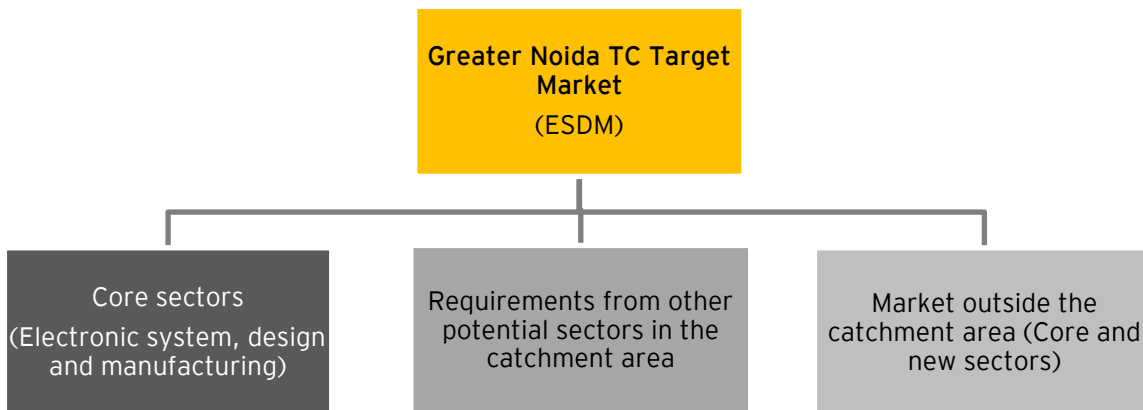 Greater Noida TC Target
Market
(ESDM)
Core sectors
(Electronic system, design
and manufacturing)
Requirements from other
potential sectors in the
catchment area
Market outside the
catchment area (Core and
new sectors)